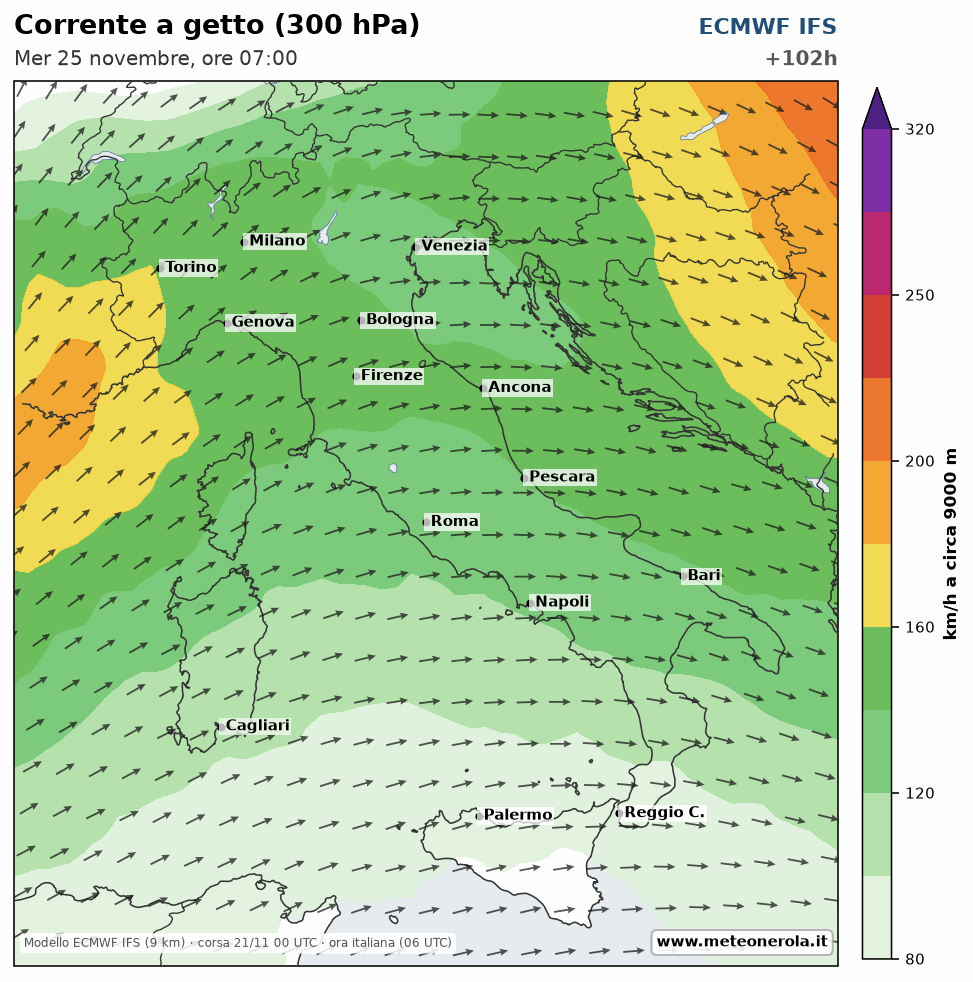 Corrente a getto (300 hPa)
ECMWF IFS
Mer 25 novembre, ore 07:00
+102h
Milano
Venezia
Torino
Genova
Bologna
Firenze
Ancona
Pescara
Roma
Bari
Napoli
Cagliari
Palermo
Reggio C.
Modello ECMWF IFS (9 km) · corsa 21/11 00 UTC · ora italiana (06 UTC)
www.meteonerola.it
320
250
200
160
120
80
km/h a circa 9000 m